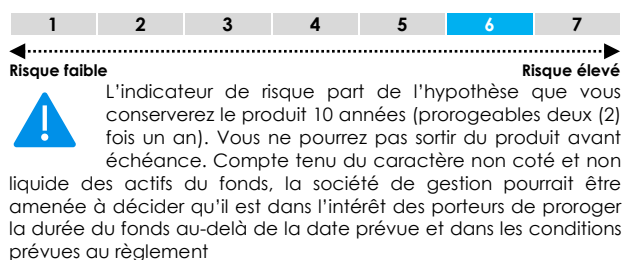 1 2 3 4 5 6 7
Risque faible Risque élevé
L'indicateur de risque part de l'hypothèse que vous
conserverez le produit 10 années (prorogeables deux (2)
fois un an). Vous ne pourrez pas sortir du produit avant
échéance. Compte tenu du caractère non coté et non
liquide des actifs du fonds, la société de gestion pourrait être
amenée à décider qu'il est dans l'intérêt des porteurs de proroger
la durée du fonds au-delà de la date prévue et dans les conditions
prévues au règlement